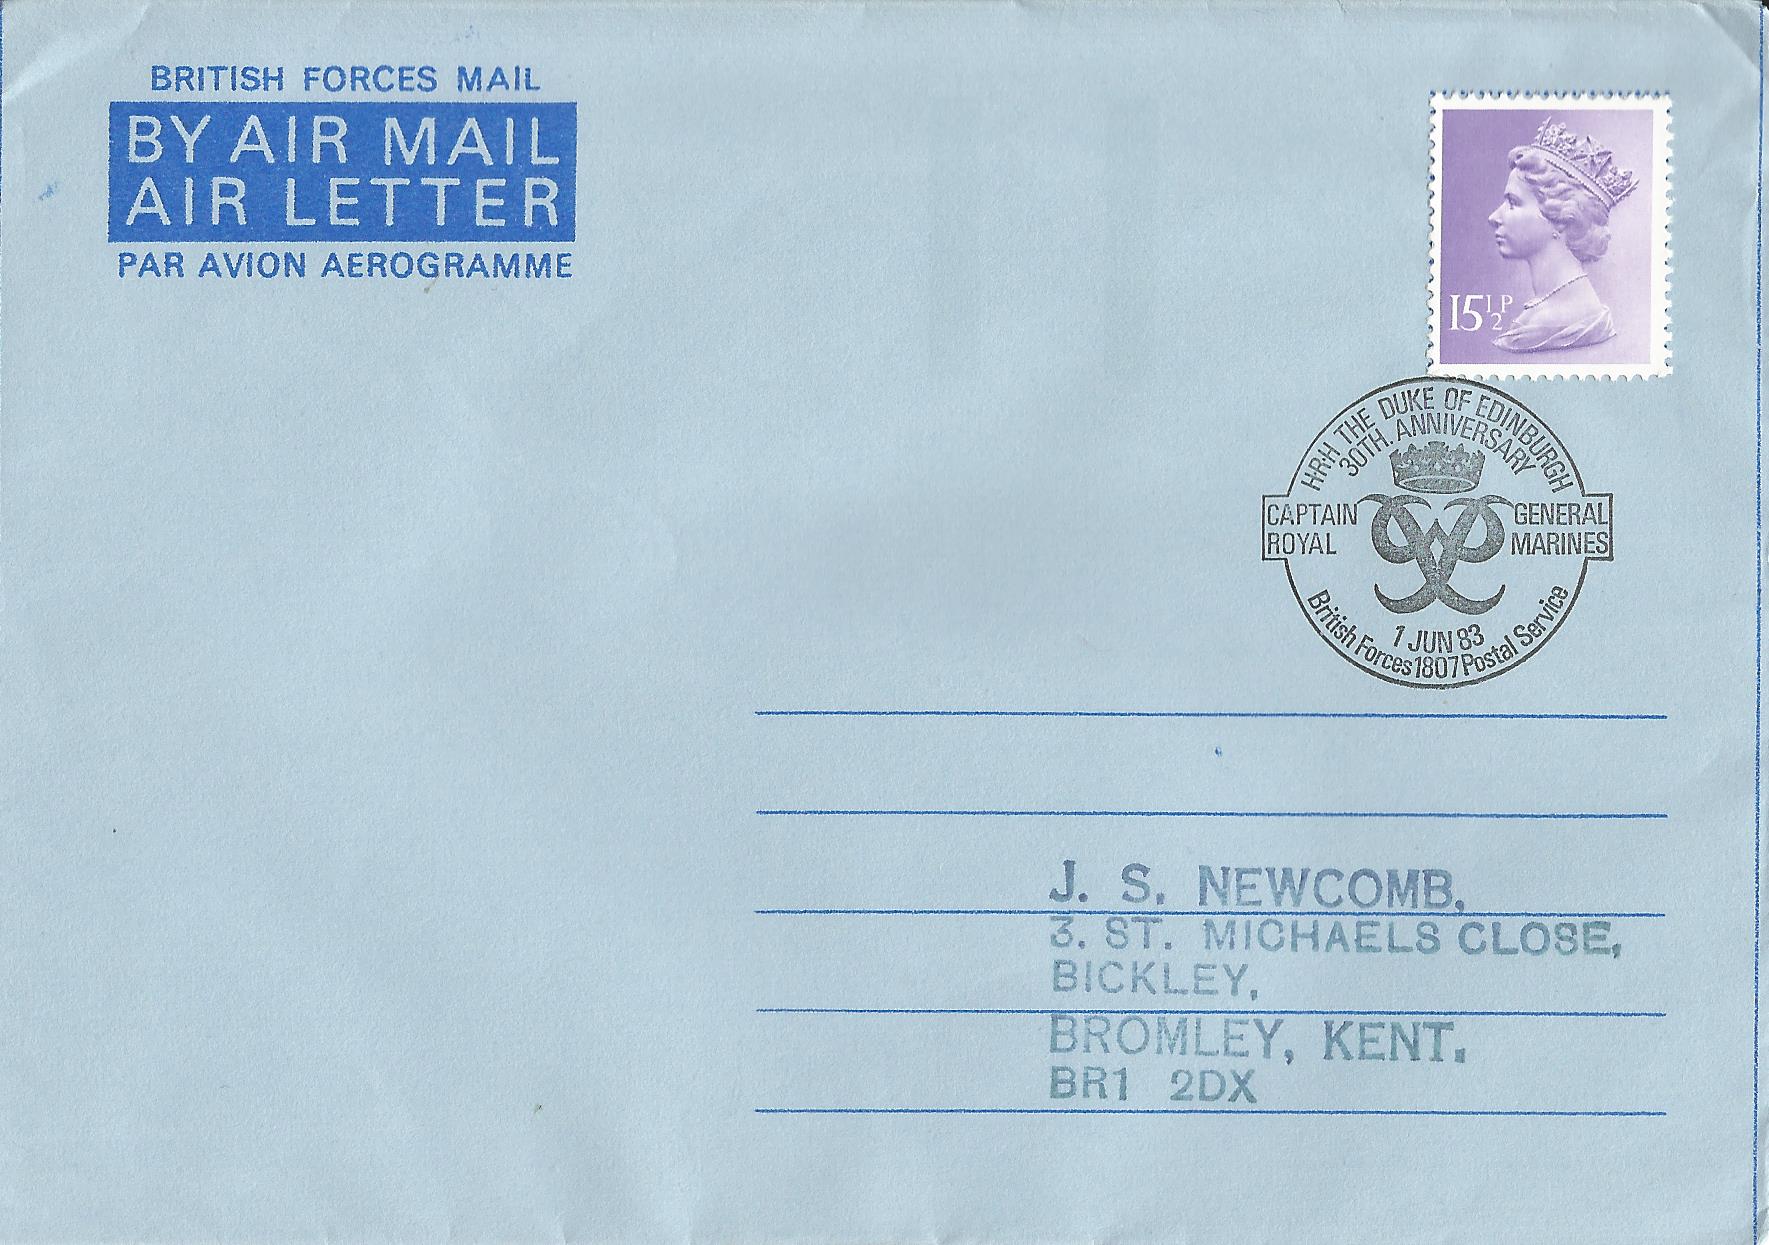 BRITISH FORCES MAIL
BY AIR MAIL
AIR LETTER
PAR AVION AEROGRAMME
15½P
H·R·H THE DUKE OF EDINBURGH
30TH. ANNIVERSARY
CAPTAIN GENERAL
ROYAL MARINES
1 JUN 83
British Forces 1807 Postal Service
J. S. NEWCOMB,
3. ST. MICHAELS CLOSE,
BICKLEY,
BROMLEY, KENT.
BR1 2DX